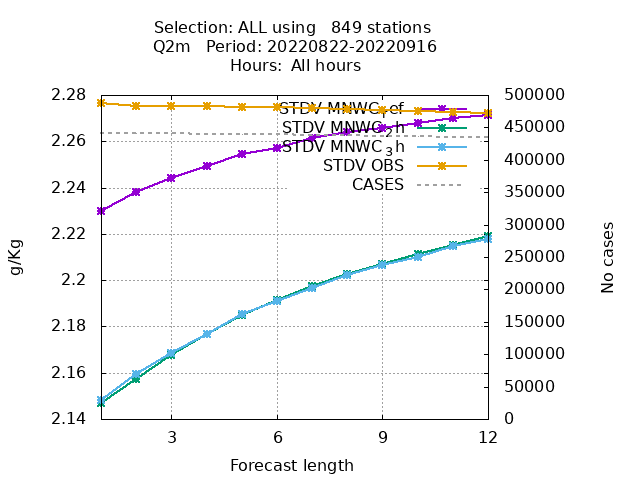 Selection: ALL using 849 stations
Q2m Period: 20220822-20220916
Hours: All hours
2.28
2.26
2.24
2.22
2.2
2.18
2.16
2.14
500000
450000
400000
350000
300000
250000
200000
150000
100000
50000
0
STDV MNWC_ref
STDV MNWC_2h
STDV MNWC_3h
STDV OBS
CASES
g/Kg
No cases
3 6 9 12
Forecast length